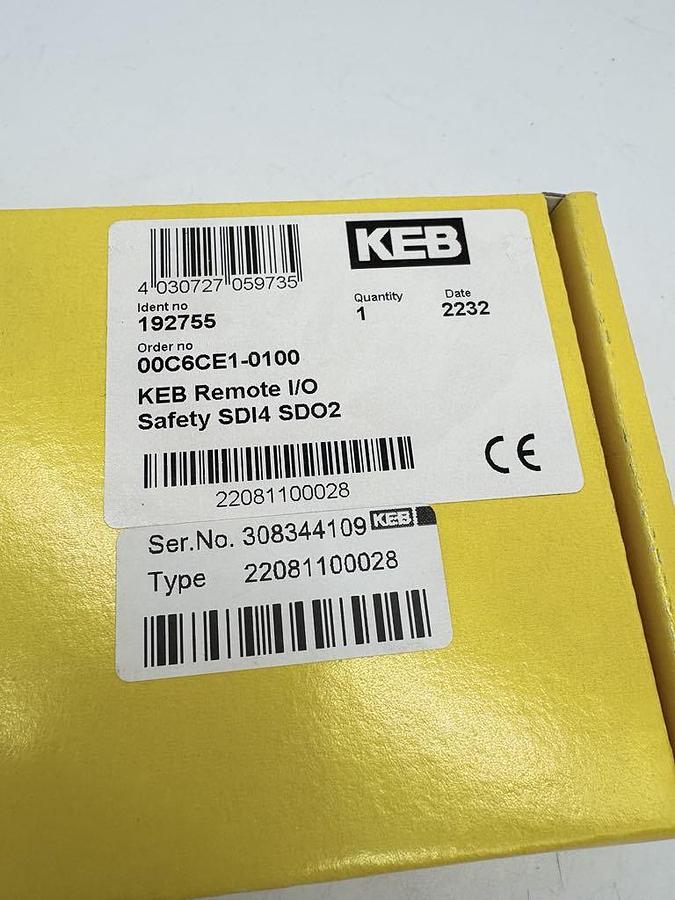 KEB
4 030727 059735
Ident no
192755
Quantity
1
Date
2232
Order no
00C6CE1-0100
KEB Remote I/O
Safety SDI4 SDO2
CE
22081100028
Ser.No. 308344109 KEB
Type 22081100028